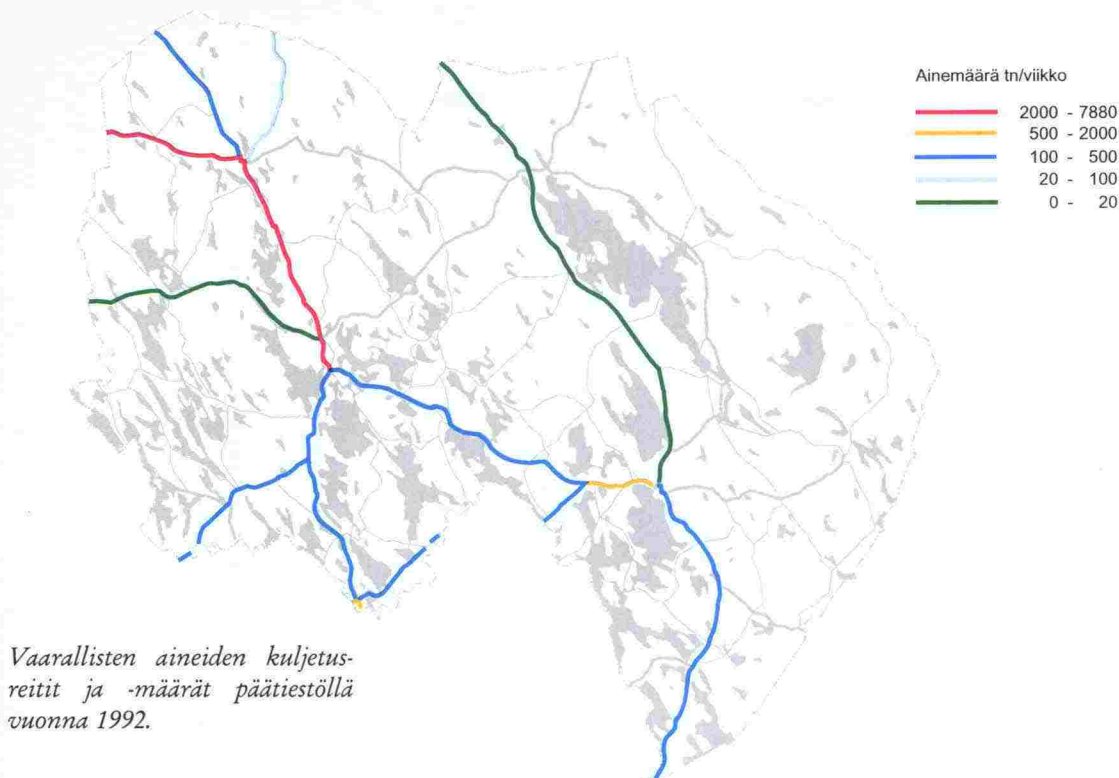 Ainemäärä tn/viikko
2000 - 7880
500 - 2000
100 - 500
20 - 100
0 - 20
Vaarallisten aineiden kuljetus-
reitit ja -määrät päätiestöllä
vuonna 1992.